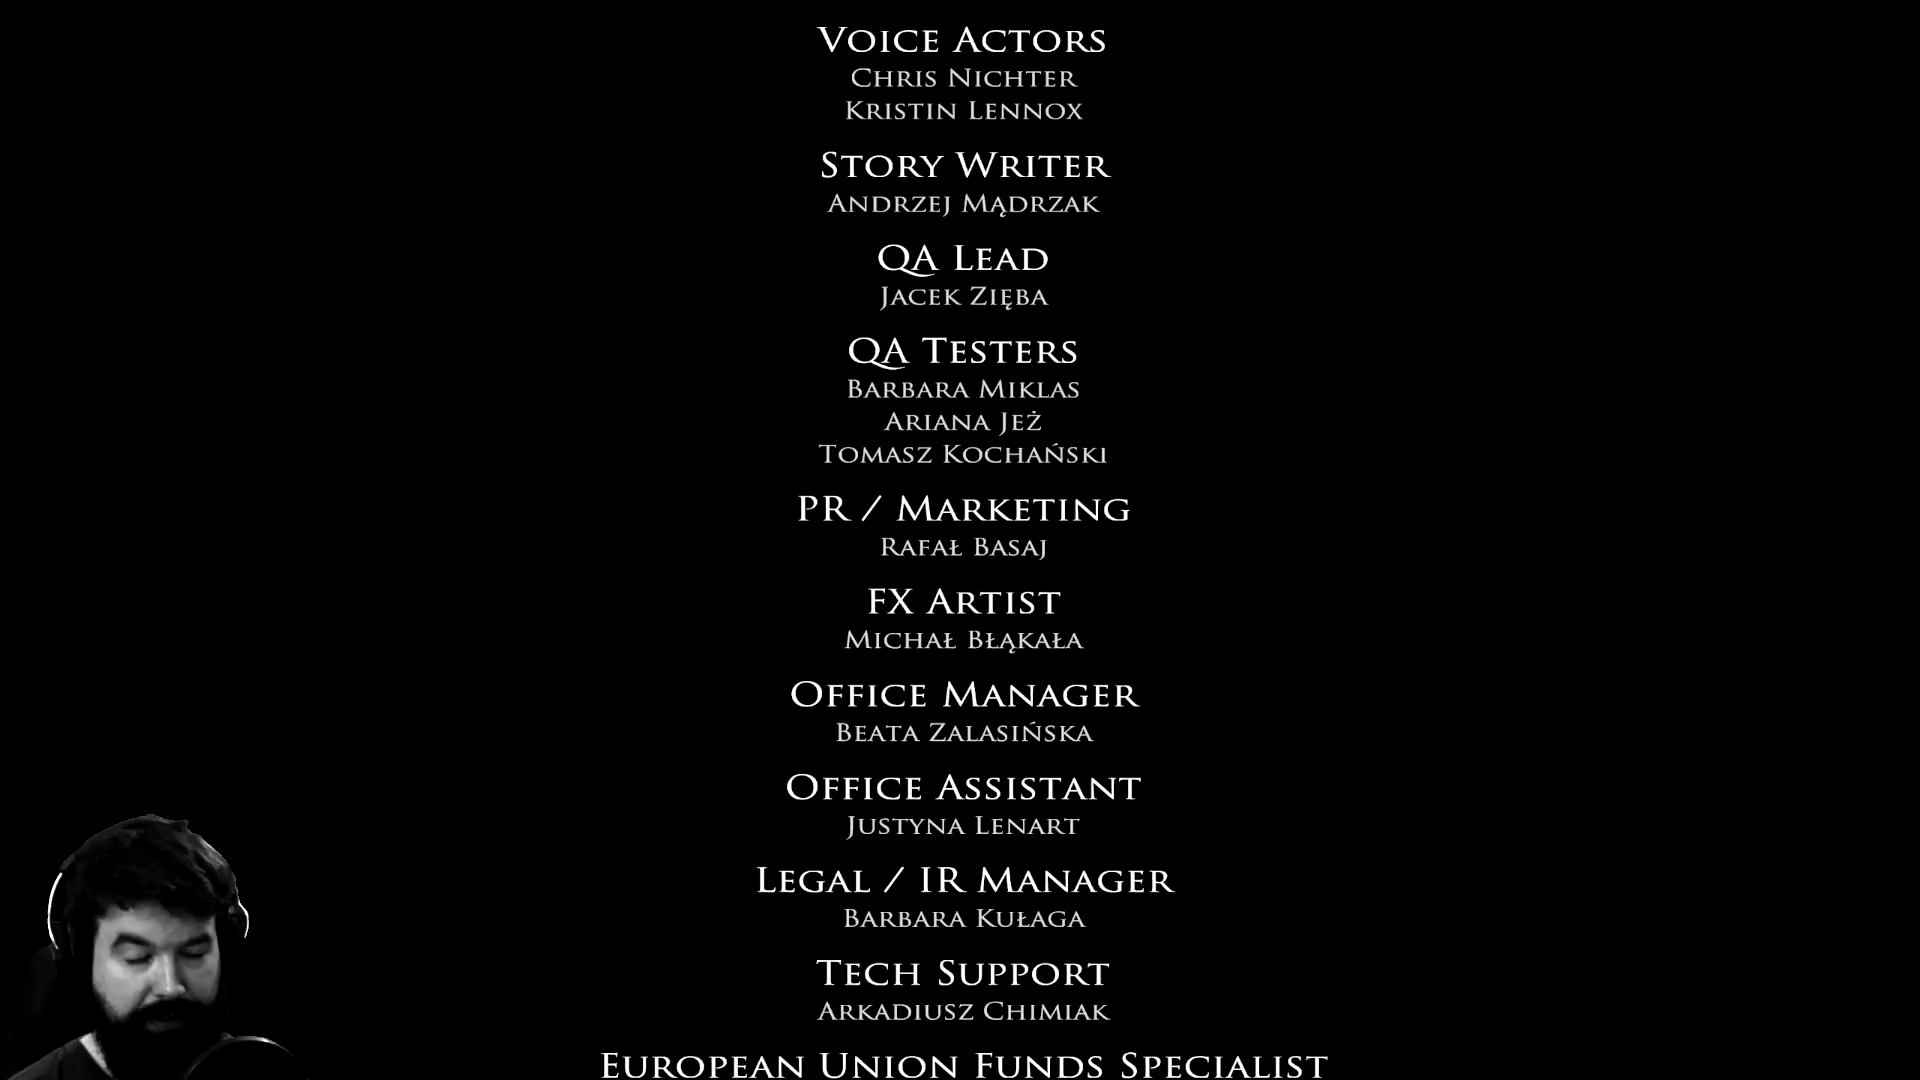 Voice Actors
Chris Nichter
Kristin Lennox
Story Writer
Andrzej Mądrzak
QA Lead
Jacek Zięba
QA Testers
Barbara Miklas
Ariana Jeż
Tomasz Kochański
PR / Marketing
Rafał Basaj
FX Artist
Michał Błąkała
Office Manager
Beata Zalasińska
Office Assistant
Justyna Lenart
Legal / IR Manager
Barbara Kułaga
Tech Support
Arkadiusz Chimiak
European Union Funds Specialist